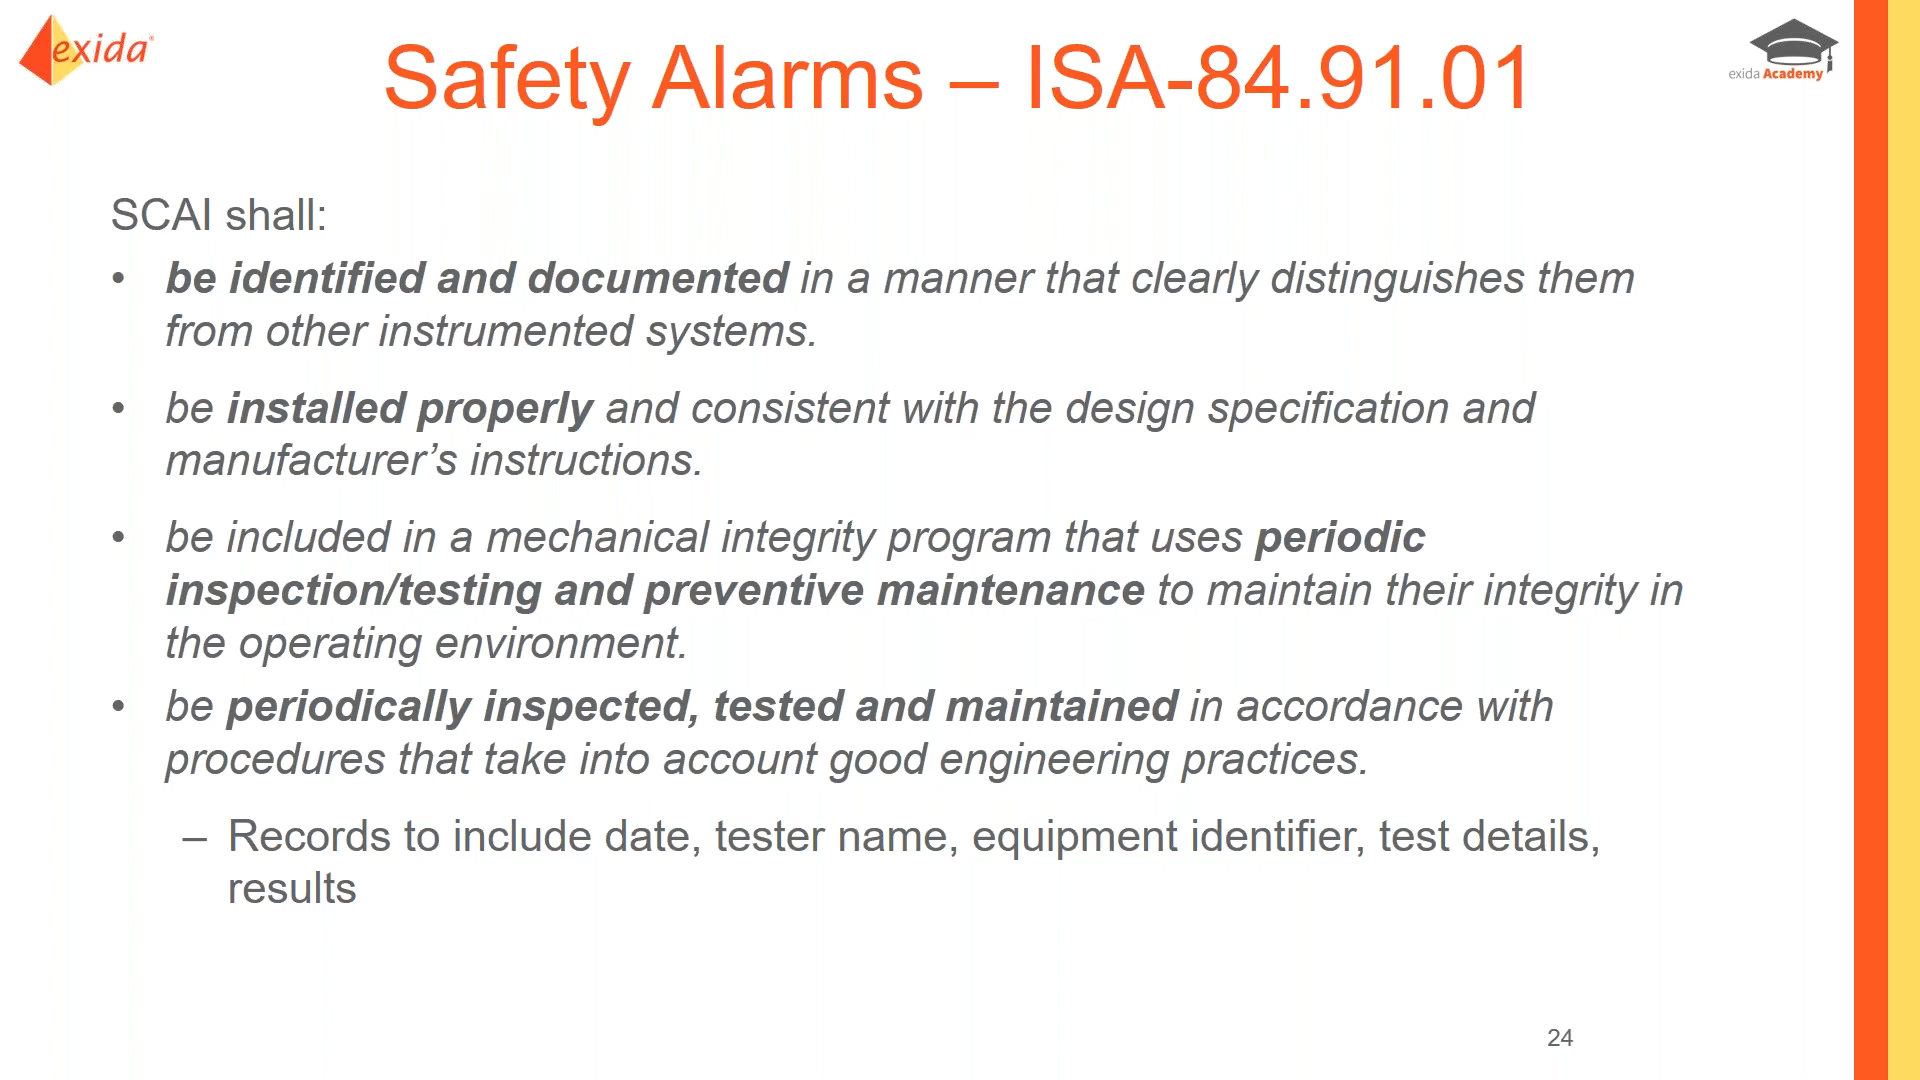 exida
Safety Alarms – ISA-84.91.01
exida Academy
SCAI shall:
• be identified and documented in a manner that clearly distinguishes them
from other instrumented systems.
• be installed properly and consistent with the design specification and
manufacturer’s instructions.
• be included in a mechanical integrity program that uses periodic
inspection/testing and preventive maintenance to maintain their integrity in
the operating environment.
• be periodically inspected, tested and maintained in accordance with
procedures that take into account good engineering practices.
– Records to include date, tester name, equipment identifier, test details,
results
24